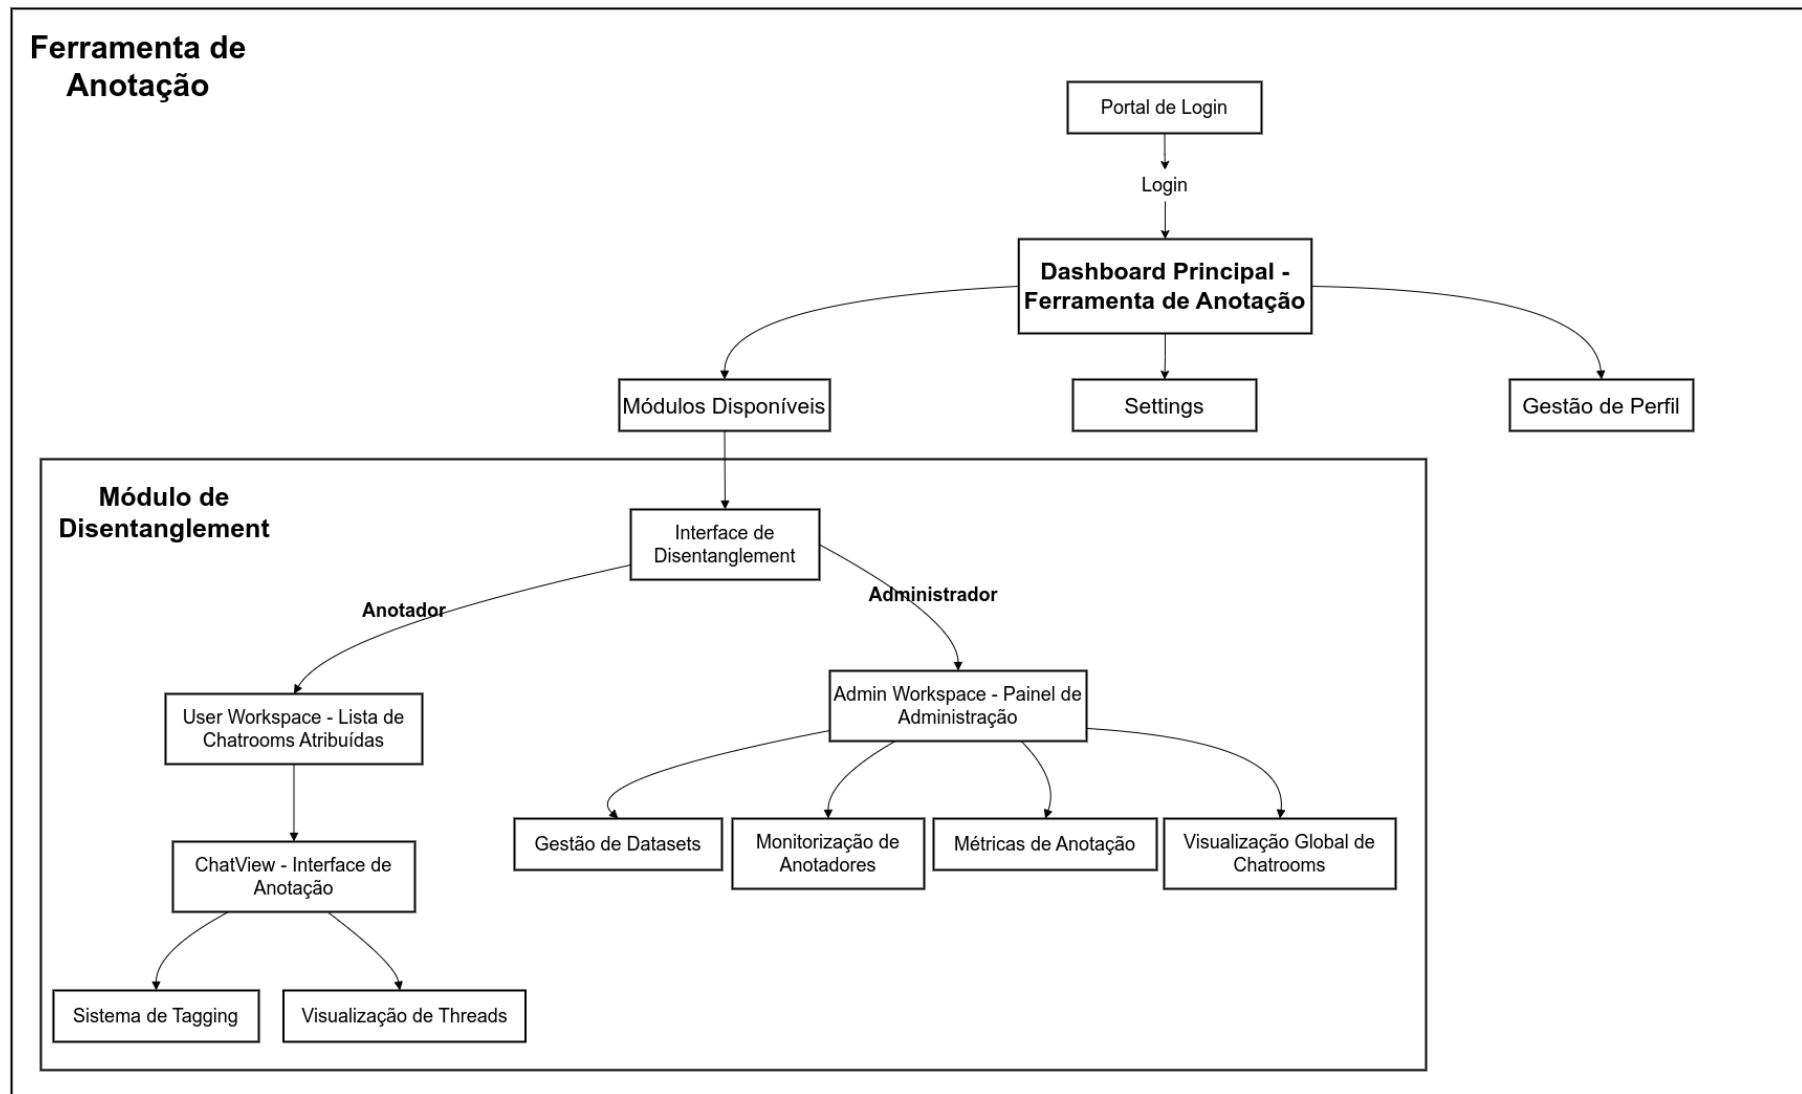 Ferramenta de
Anotação
Portal de Login
Login
Dashboard Principal -
Ferramenta de Anotação
Módulos Disponíveis
Settings
Gestão de Perfil
Módulo de
Disentanglement
Interface de
Disentanglement
Anotador
Administrador
User Workspace - Lista de
Chatrooms Atribuídas
Admin Workspace - Painel de
Administração
ChatView - Interface de
Anotação
Gestão de Datasets
Monitorização de
Anotadores
Métricas de Anotação
Visualização Global de
Chatrooms
Sistema de Tagging
Visualização de Threads